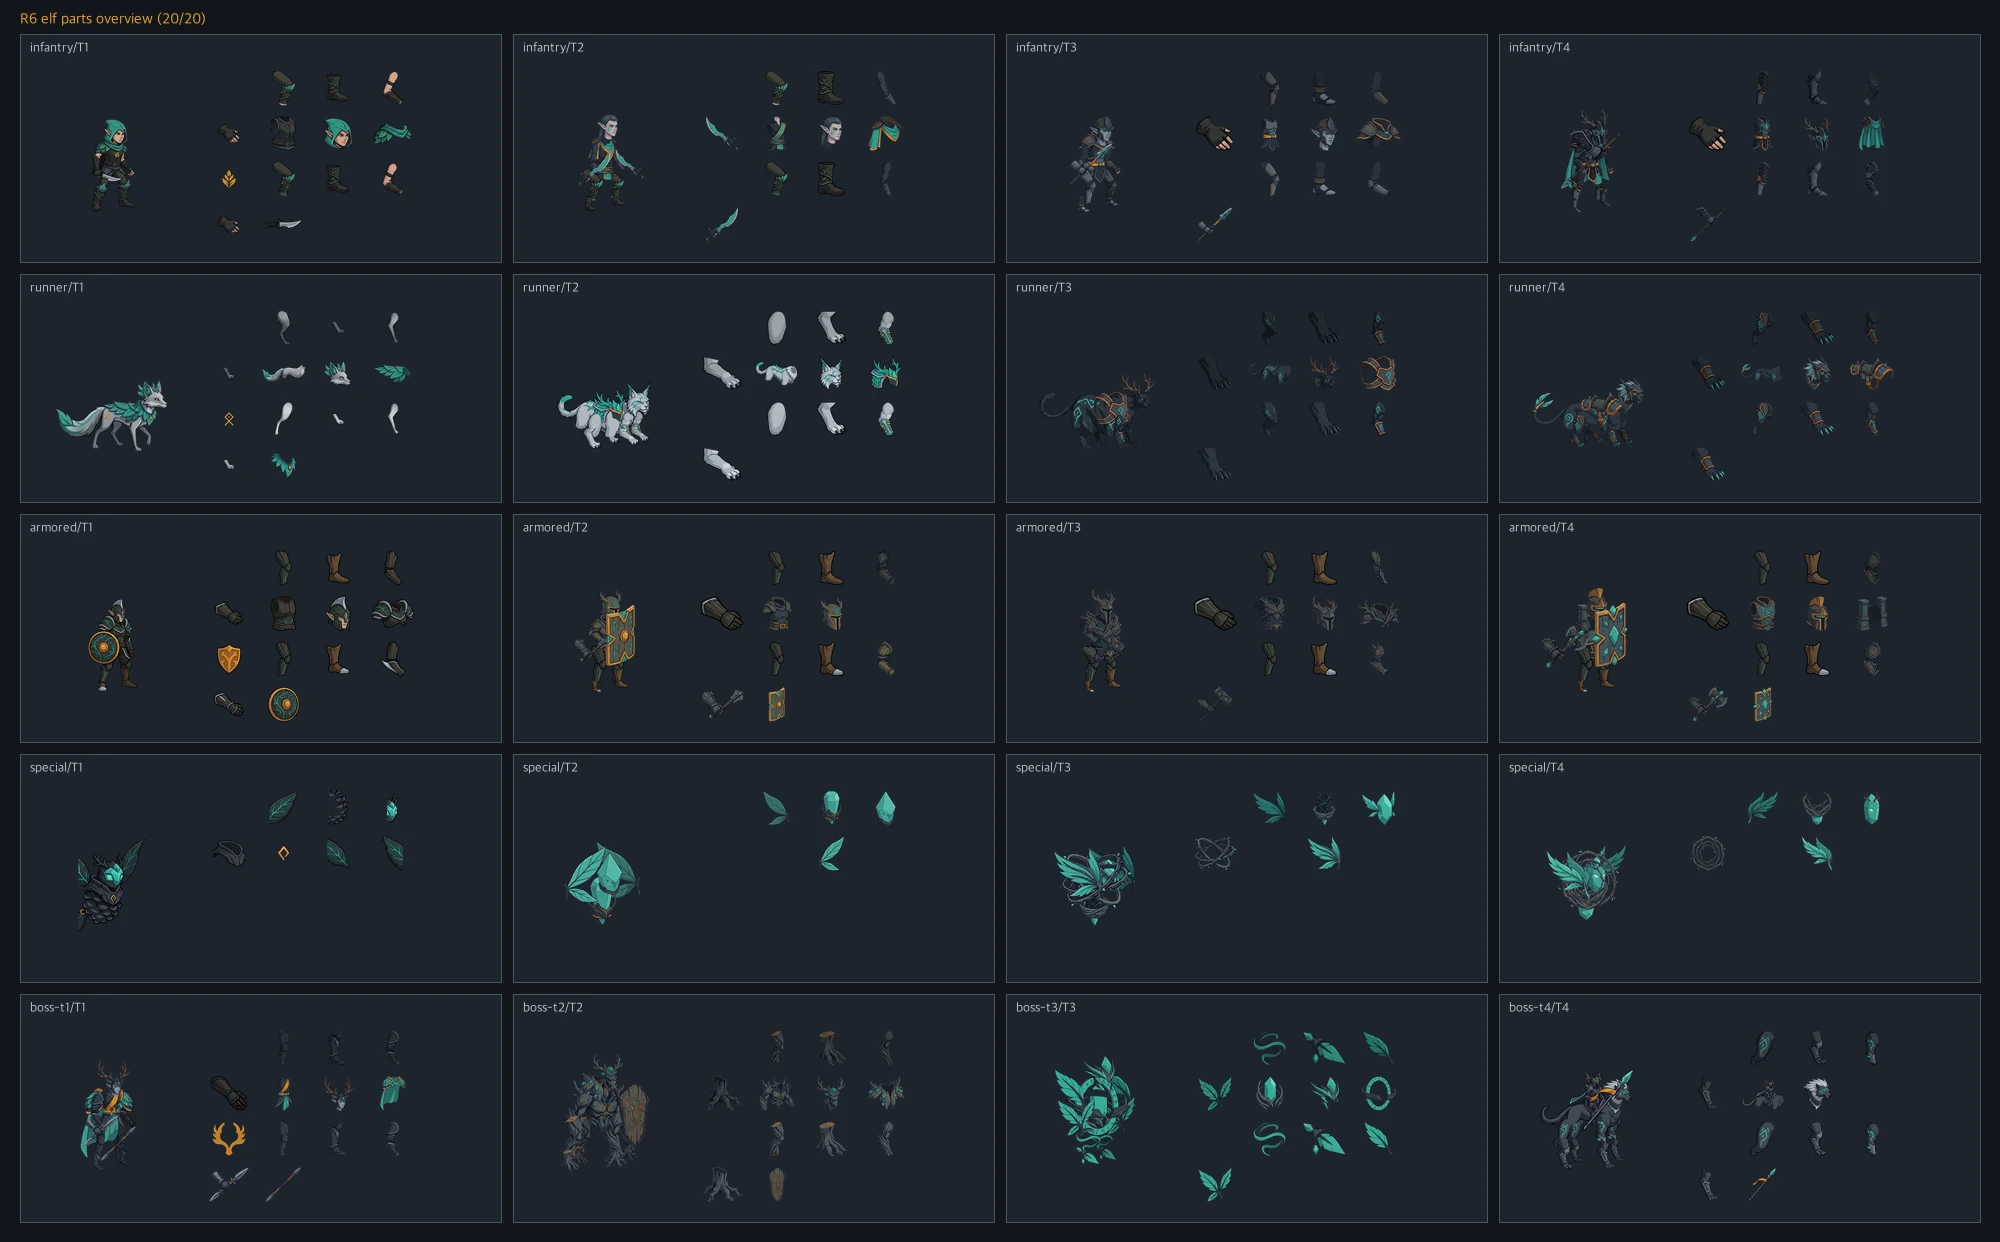 R6 elf parts overview (20/20)
infantry/T1
infantry/T2
infantry/T3
infantry/T4
runner/T1
runner/T2
runner/T3
runner/T4
armored/T1
armored/T2
armored/T3
armored/T4
special/T1
special/T2
special/T3
special/T4
boss-t1/T1
boss-t2/T2
boss-t3/T3
boss-t4/T4